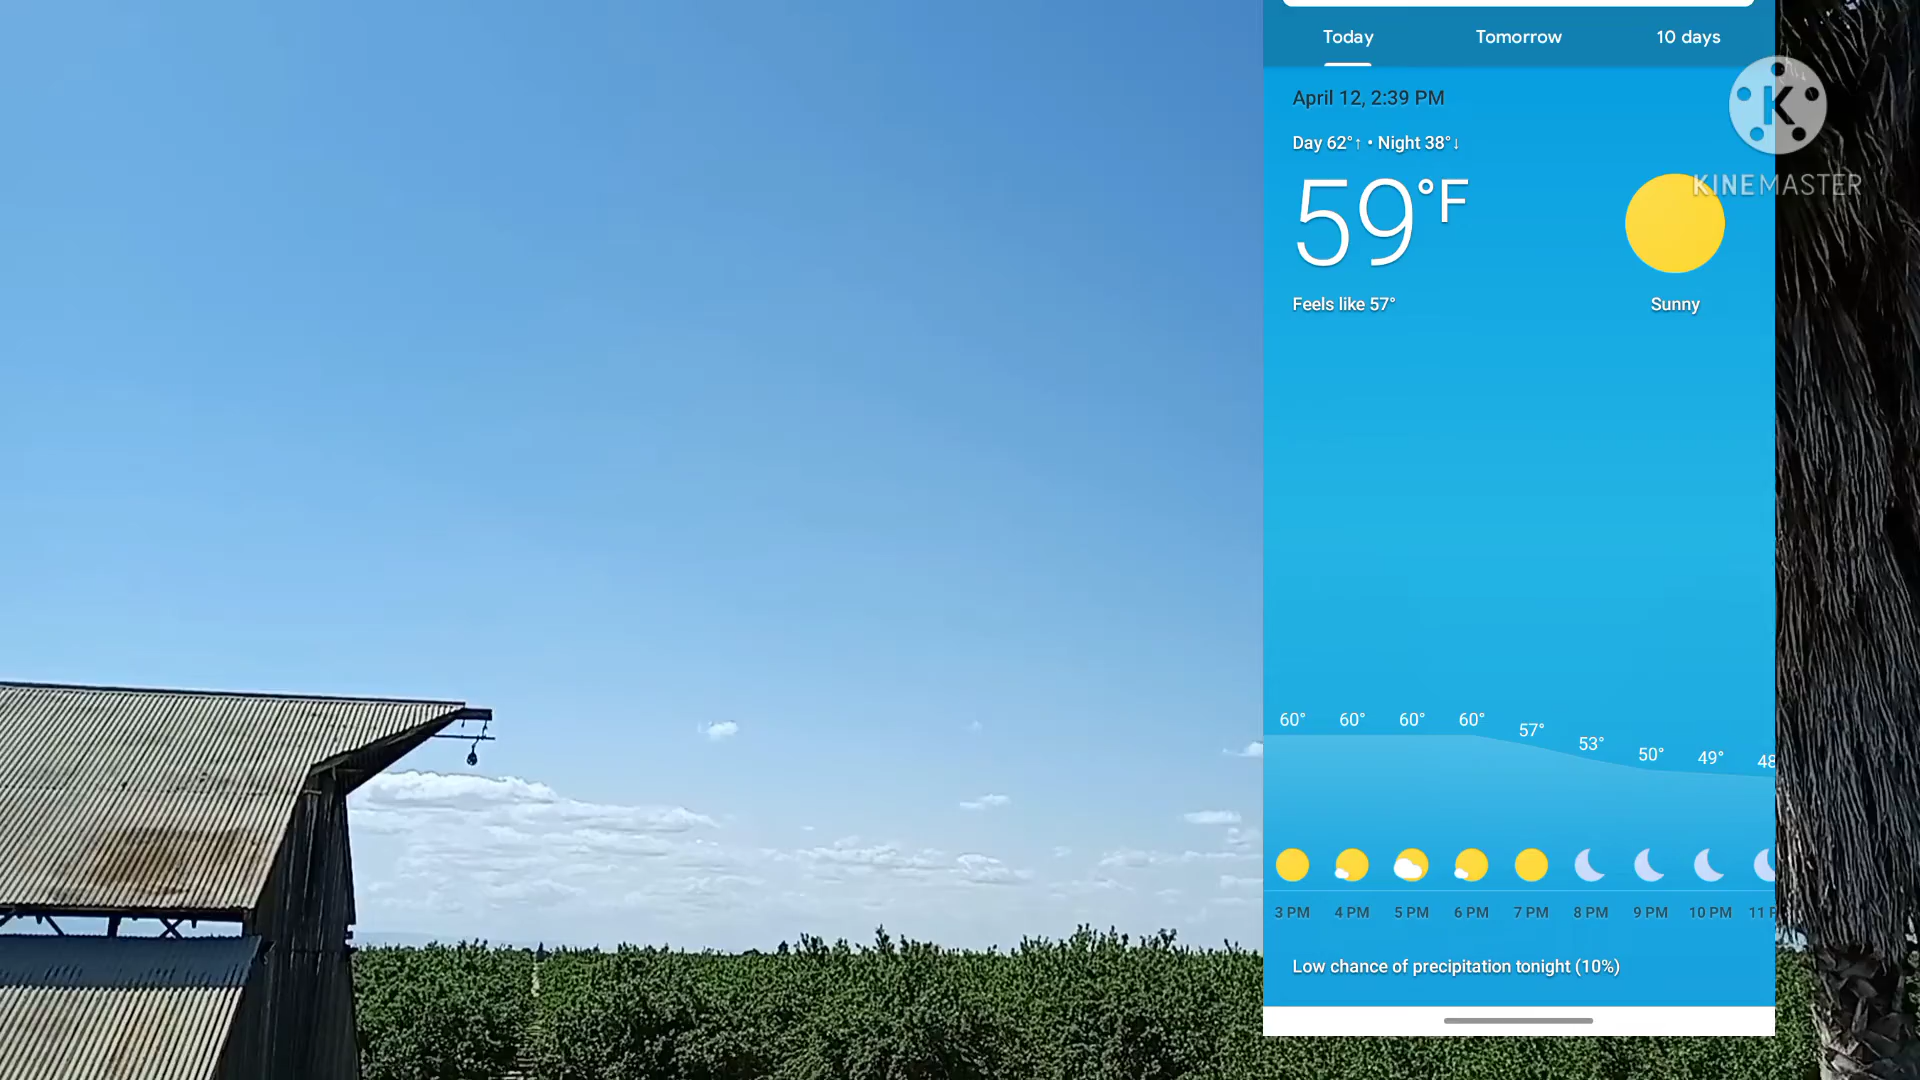 Today Tomorrow 10 days
April 12, 2:39 PM
Day 62°↑ • Night 38°↓
59°F
K
KINEMASTER
Feels like 57° Sunny
60° 60° 60° 60° 57° 53° 50° 49° 48
3 PM 4 PM 5 PM 6 PM 7 PM 8 PM 9 PM 10 PM 11 P
Low chance of precipitation tonight (10%)